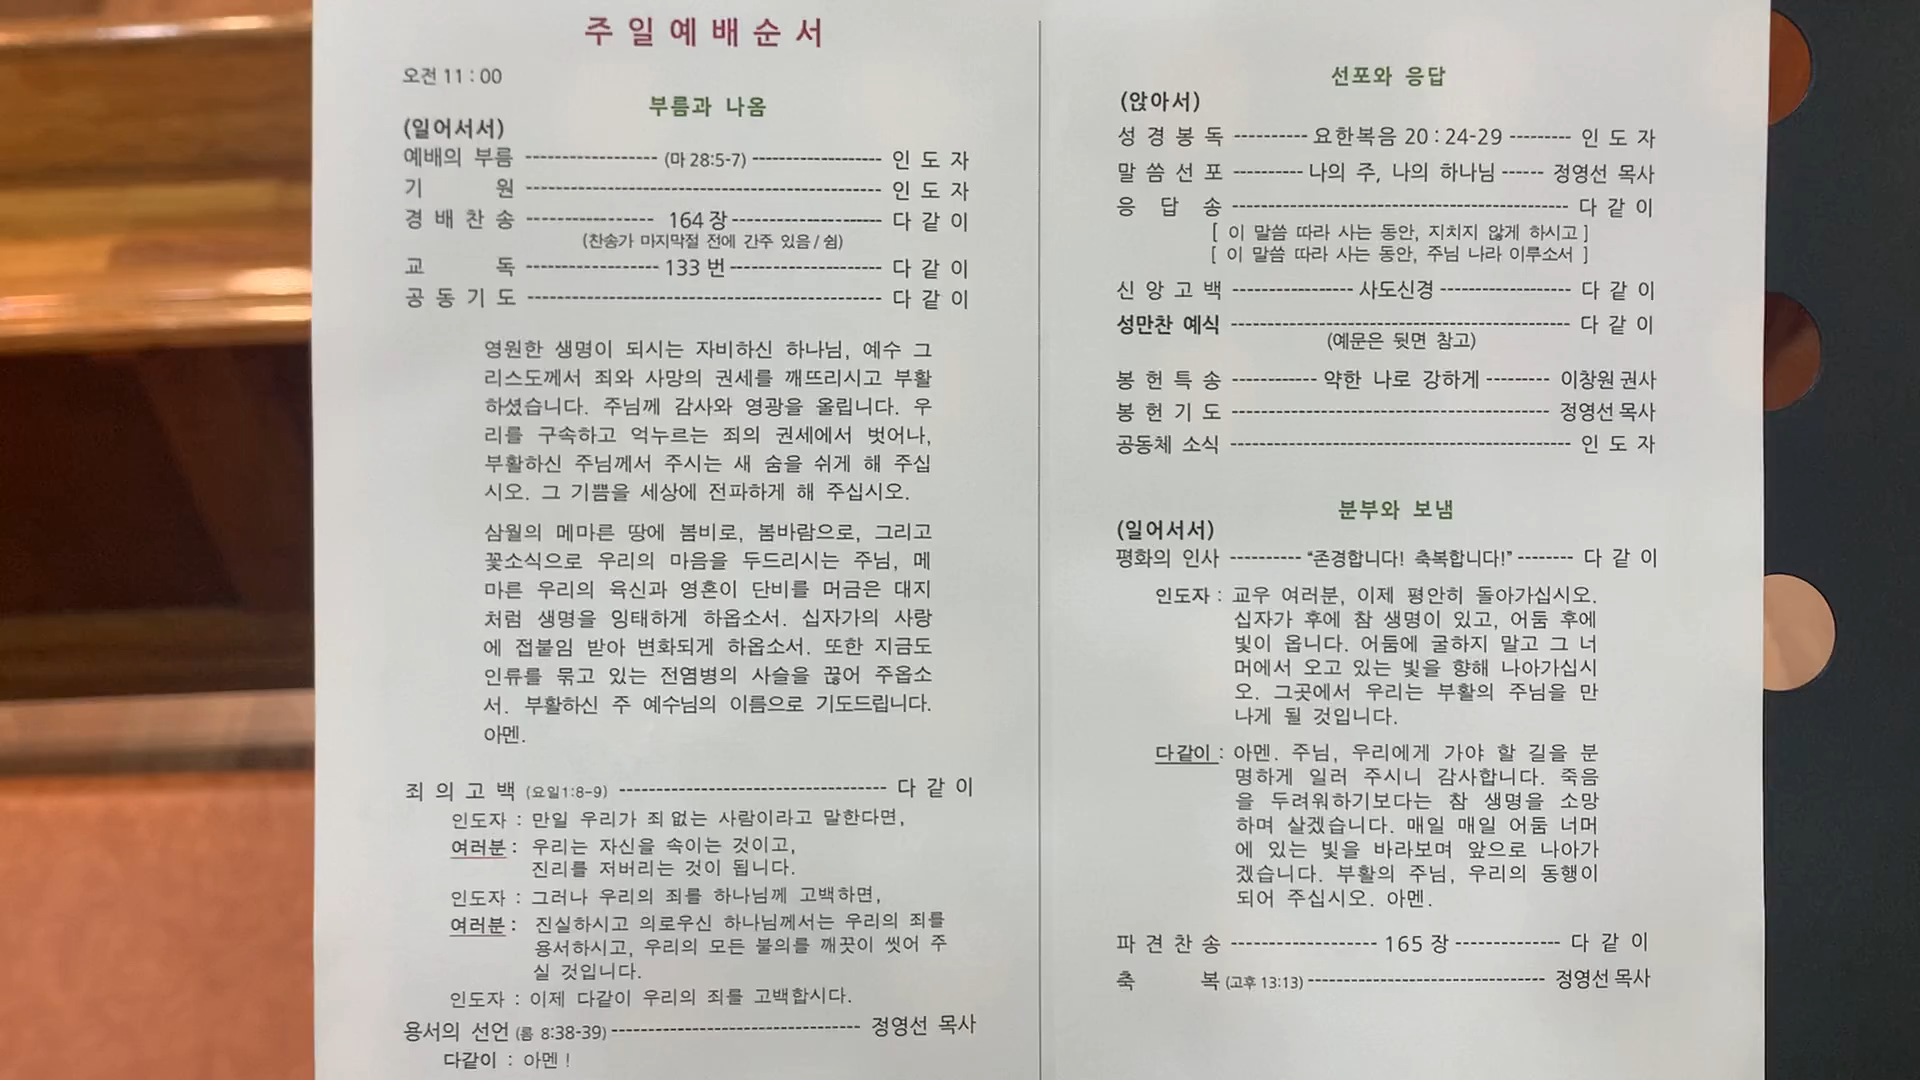 주일예배순서
오전 11 : 00
부름과 나옴
(일어서서)
예배의 부름 ------------------ (마 28:5-7) ------------------ 인 도 자
기 원 ------------------------------------------------ 인 도 자
경 배 찬 송 ----------------- 164 장 -------------------- 다 같 이
(찬송가 마지막절 전에 간주 있음 / 쉼)
교 독 ------------------ 133 번 --------------------- 다 같 이
공 동 기 도 ------------------------------------------------ 다 같 이
영원한 생명이 되시는 자비하신 하나님, 예수 그
리스도께서 죄와 사망의 권세를 깨뜨리시고 부활
하셨습니다. 주님께 감사와 영광을 올립니다. 우
리를 구속하고 억누르는 죄의 권세에서 벗어나,
부활하신 주님께서 주시는 새 숨을 쉬게 해 주십
시오. 그 기쁨을 세상에 전파하게 해 주십시오.
삼월의 메마른 땅에 봄비로, 봄바람으로, 그리고
꽃소식으로 우리의 마음을 두드리시는 주님, 메
마른 우리의 육신과 영혼이 단비를 머금은 대지
처럼 생명을 잉태하게 하옵소서. 십자가의 사랑
에 접붙임 받아 변화되게 하옵소서. 또한 지금도
인류를 묶고 있는 전염병의 사슬을 끊어 주옵소
서. 부활하신 주 예수님의 이름으로 기도드립니다.
아멘.
죄 의 고 백 (요일1:8-9) ------------------------------------ 다 같 이
인도자 : 만일 우리가 죄 없는 사람이라고 말한다면,
여러분 : 우리는 자신을 속이는 것이고,
진리를 저버리는 것이 됩니다.
인도자 : 그러나 우리의 죄를 하나님께 고백하면,
여러분 : 진실하시고 의로우신 하나님께서는 우리의 죄를
용서하시고, 우리의 모든 불의를 깨끗이 씻어 주
실 것입니다.
인도자 : 이제 다같이 우리의 죄를 고백합시다.
용서의 선언 (롬 8:38-39) ---------------------------------- 정영선 목사
다같이 : 아멘 !
선포와 응답
(앉아서)
성 경 봉 독 ---------- 요한복음 20 : 24-29 -------- 인 도 자
말 씀 선 포 ---------- 나의 주, 나의 하나님 ------ 정영선 목사
응 답 송 --------------------------------------------- 다 같 이
[ 이 말씀 따라 사는 동안, 지치지 않게 하시고 ]
[ 이 말씀 따라 사는 동안, 주님 나라 이루소서 ]
신 앙 고 백 ---------------- 사도신경 ----------------- 다 같 이
성만찬 예식 --------------------------------------------- 다 같 이
(예문은 뒷면 참고)
봉 헌 특 송 ----------- 약한 나로 강하게 --------- 이창원 권사
봉 헌 기 도 ------------------------------------------ 정영선 목사
공동체 소식 --------------------------------------------- 인 도 자
분부와 보냄
(일어서서)
평화의 인사 ---------- “존경합니다! 축복합니다!” -------- 다 같 이
인도자 : 교우 여러분, 이제 평안히 돌아가십시오.
십자가 후에 참 생명이 있고, 어둠 후에
빛이 옵니다. 어둠에 굴하지 말고 그 너
머에서 오고 있는 빛을 향해 나아가십시
오. 그곳에서 우리는 부활의 주님을 만
나게 될 것입니다.
다같이 : 아멘. 주님, 우리에게 가야 할 길을 분
명하게 일러 주시니 감사합니다. 죽음
을 두려워하기보다는 참 생명을 소망
하며 살겠습니다. 매일 매일 어둠 너머
에 있는 빛을 바라보며 앞으로 나아가
겠습니다. 부활의 주님, 우리의 동행이
되어 주십시오. 아멘.
파 견 찬 송 -------------------- 165 장 -------------- 다 같 이
축 복 (고후 13:13) -------------------------------- 정영선 목사